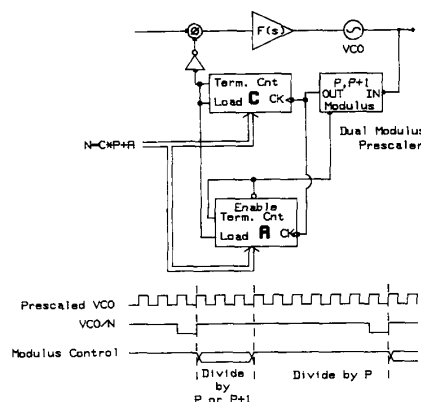 ø
F(s)
VCO
Term. Cnt
Load C CK
P,P+1
OUT IN
Modulus
Dual Modulus
Prescaler
N=C*P+A
Enable
Term. Cnt
Load A CK
Prescaled VCO
VCO/N
Modulus Control
Divide
by
P or P+1
Divide by P